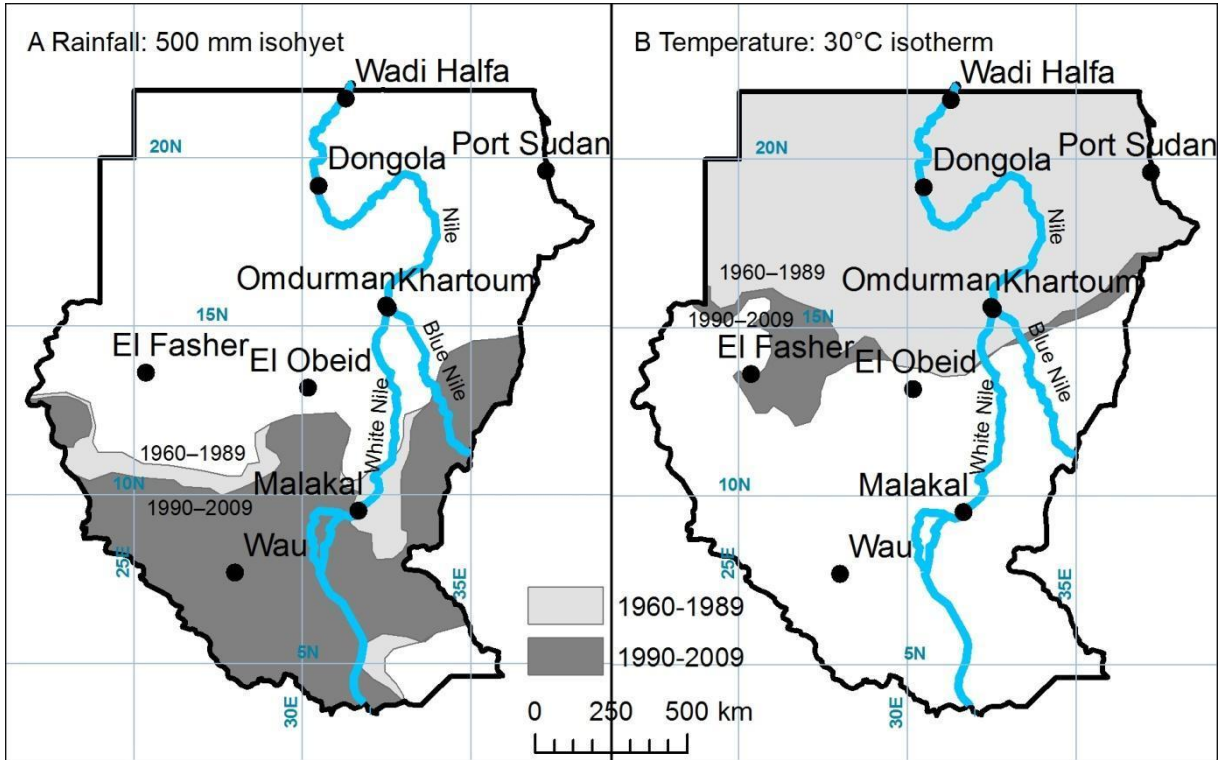 A Rainfall: 500 mm isohyet
Wadi Halfa
20N
Port Sudan
Dongola
Nile
Omdurman Khartoum
15N
El Fasher
El Obeid
Blue Nile
White Nile
1960–1989
10N
Malakal
1990–2009
Wau
25E
35E
5N
30E
1960-1989
1990-2009
0 250 500 km
B Temperature: 30°C isotherm
Wadi Halfa
20N
Port Sudan
Dongola
Nile
1960–1989
Omdurman Khartoum
1990–2009
15N
El Fasher
El Obeid
Blue Nile
White Nile
10N
Malakal
Wau
25E
35E
5N
30E